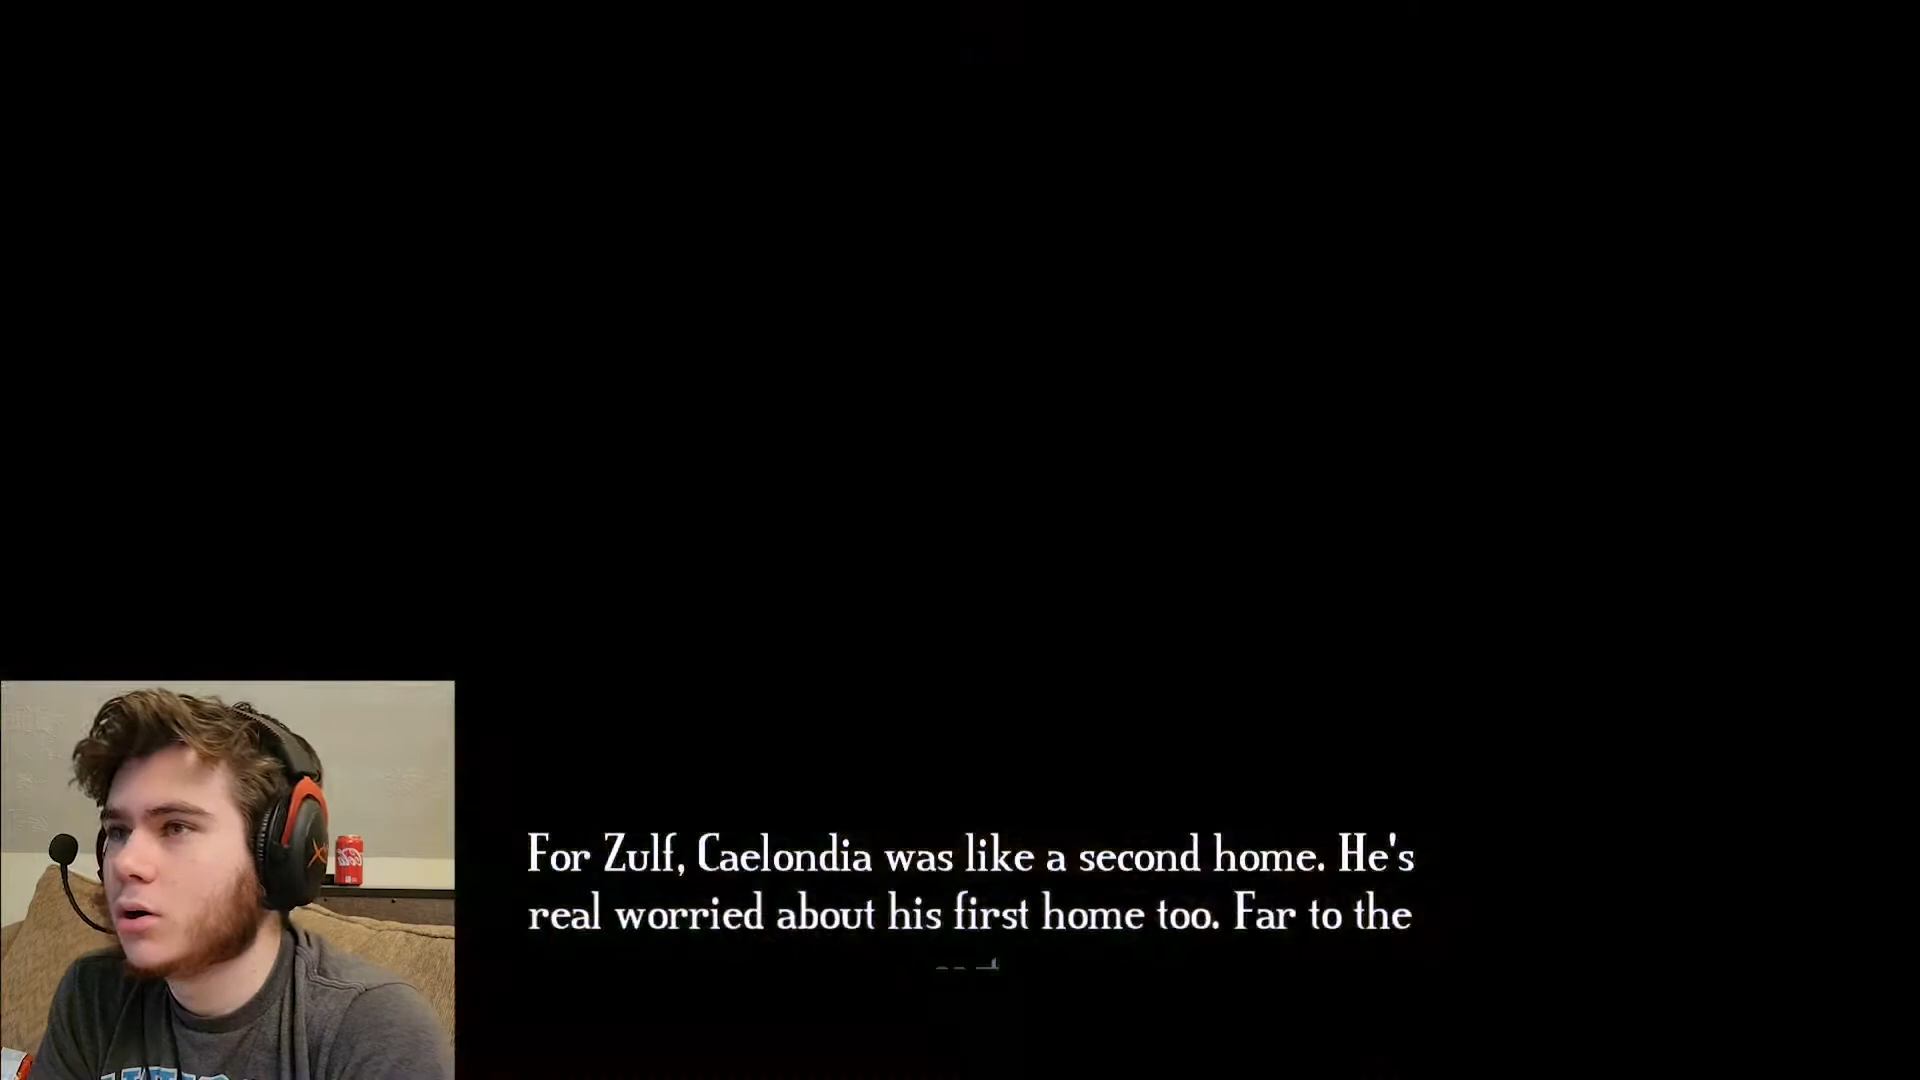 For Zulf, Caelondia was like a second home. He's
real worried about his first home too. Far to the